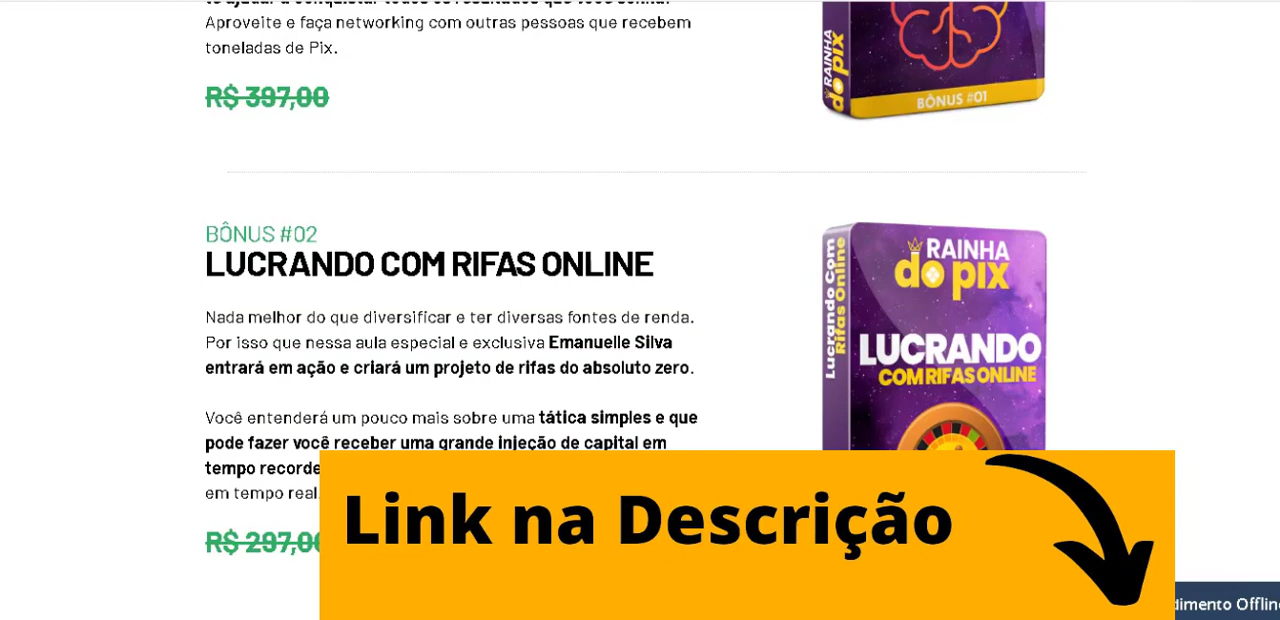 Aproveite e faça networking com outras pessoas que recebem
toneladas de Pix.
R$ 397,00
RAINHA
do pix
BÔNUS #01
BÔNUS #02
LUCRANDO COM RIFAS ONLINE
Nada melhor do que diversificar e ter diversas fontes de renda.
Por isso que nessa aula especial e exclusiva Emanuelle Silva
entrará em ação e criará um projeto de rifas do absoluto zero.
Você entenderá um pouco mais sobre uma tática simples e que
pode fazer você receber uma grande injeção de capital em
tempo recorde
em tempo real.
R$ 297,00
Lucrando Com
Rifas Online
RAINHA
do pix
LUCRANDO
COM RIFAS ONLINE
Link na Descrição
Offline